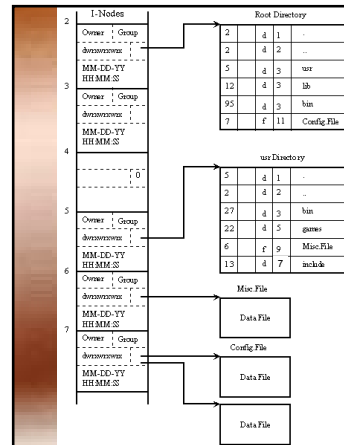 I-Nodes
2
Owner Group
dwrxwrxwrx
MM-DD-YY
HH:MM:SS
3
Owner Group
dwrxwrxwrx
MM-DD-YY
HH:MM:SS
4
0
5
Owner Group
dwrxwrxwrx
MM-DD-YY
HH:MM:SS
6
Owner Group
dwrxwrxwrx
MM-DD-YY
HH:MM:SS
7
Owner Group
dwrxwrxwrx
MM-DD-YY
HH:MM:SS
Root Directory
2 d 1 .
2 d 2 ..
5 d 3 usr
12 d 3 lib
95 d 3 bin
7 f 11 Config.File
usr Directory
5 d 1 .
2 d 2 ..
27 d 3 bin
22 d 5 games
6 f 9 Misc.File
13 d 7 include
Misc.File
Data File
Config.File
Data File
Data File